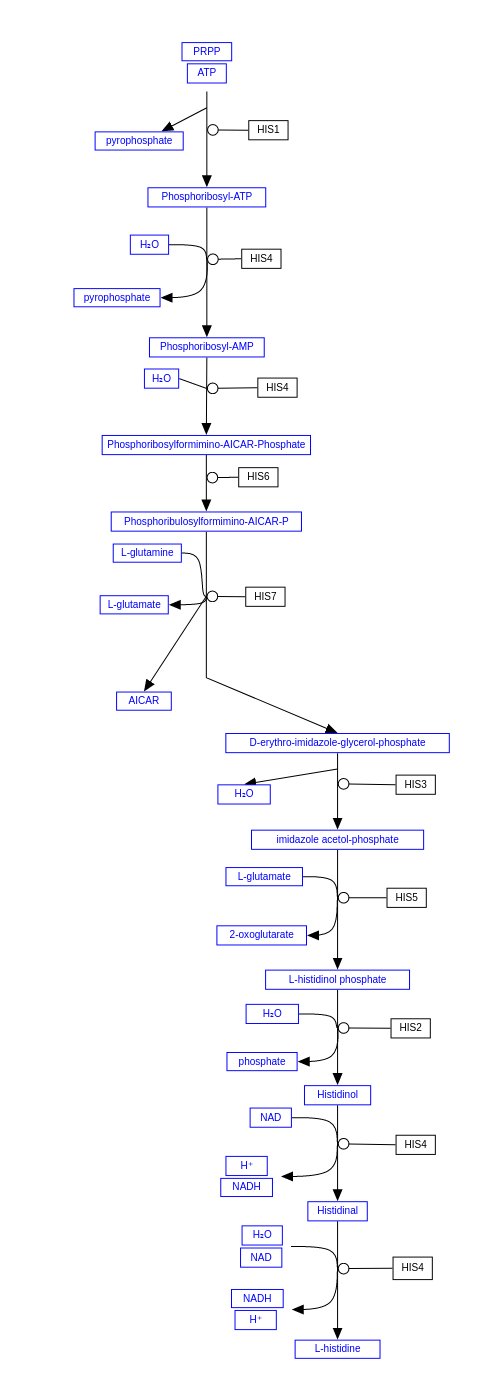 PRPP
ATP
pyrophosphate
HIS1
Phosphoribosyl-ATP
H₂O
HIS4
pyrophosphate
Phosphoribosyl-AMP
H₂O
HIS4
Phosphoribosylformimino-AICAR-Phosphate
HIS6
Phosphoribulosylformimino-AICAR-P
L-glutamine
L-glutamate
HIS7
AICAR
D-erythro-imidazole-glycerol-phosphate
H₂O
HIS3
imidazole acetol-phosphate
L-glutamate
HIS5
2-oxoglutarate
L-histidinol phosphate
H₂O
HIS2
phosphate
Histidinol
NAD
HIS4
H⁺
NADH
Histidinal
H₂O
NAD
HIS4
NADH
H⁺
L-histidine